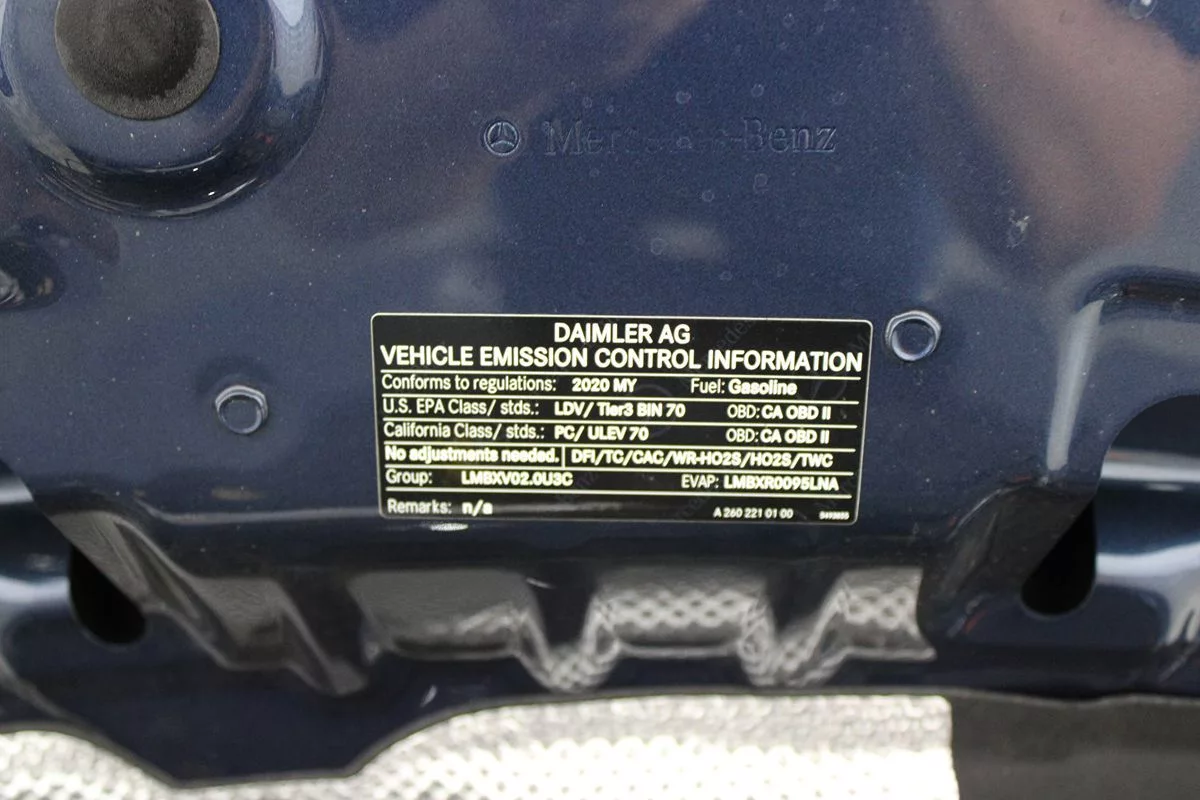 Mercedes-Benz
DAIMLER AG
VEHICLE EMISSION CONTROL INFORMATION
Conforms to regulations: 2020 MY Fuel: Gasoline
U.S. EPA Class/ stds.: LDV/ Tier3 BIN 70 OBD: CA OBD II
California Class/ stds.: PC/ ULEV 70 OBD: CA OBD II
No adjustments needed. DFI/TC/CAC/WR-HO2S/HO2S/TWC
Group: LMBXV02.0U3C EVAP: LMBXR0095LNA
Remarks: n/a A 260 221 01 00